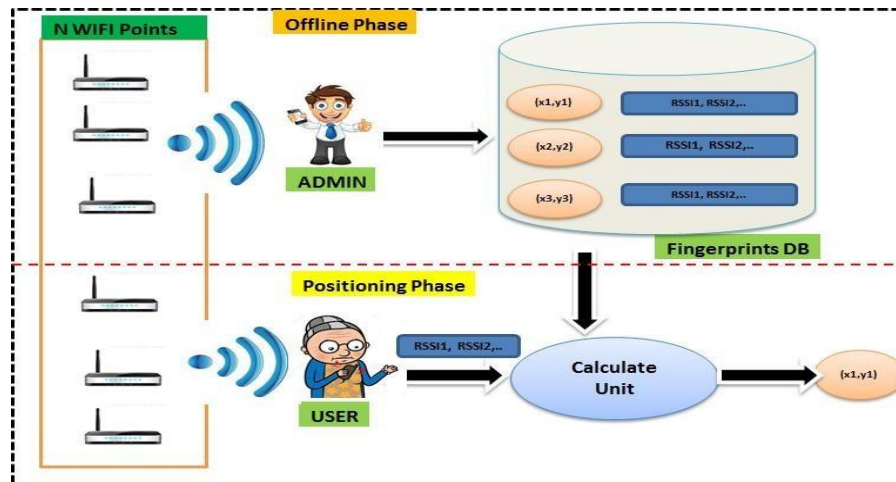 N WIFI Points
Offline Phase
(x1,y1)
RSSI1, RSSI2,..
(x2,y2)
RSSI1, RSSI2,..
(x3,y3)
RSSI1, RSSI2,..
ADMIN
Fingerprints DB
Positioning Phase
RSSI1, RSSI2,..
Calculate
Unit
(x1,y1)
USER